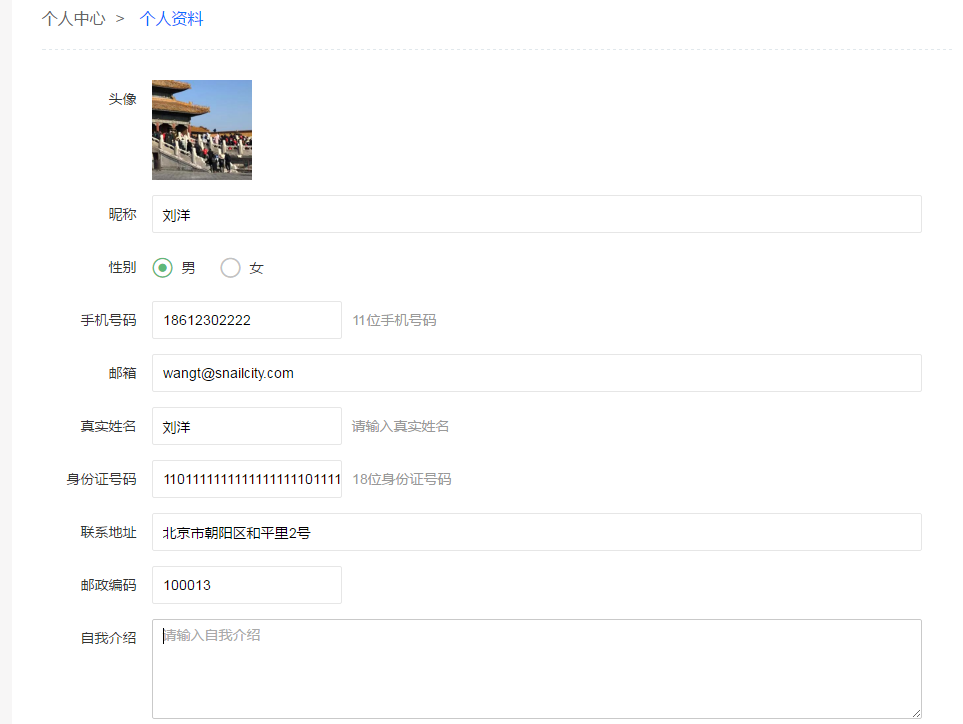 个人中心 > 个人资料
头像
昵称 刘洋
性别 男 女
手机号码 18612302222 11位手机号码
邮箱 wangt@snailcity.com
真实姓名 刘洋 请输入真实姓名
身份证号码 1101111111111111111101111 18位身份证号码
联系地址 北京市朝阳区和平里2号
邮政编码 100013
自我介绍 请输入自我介绍